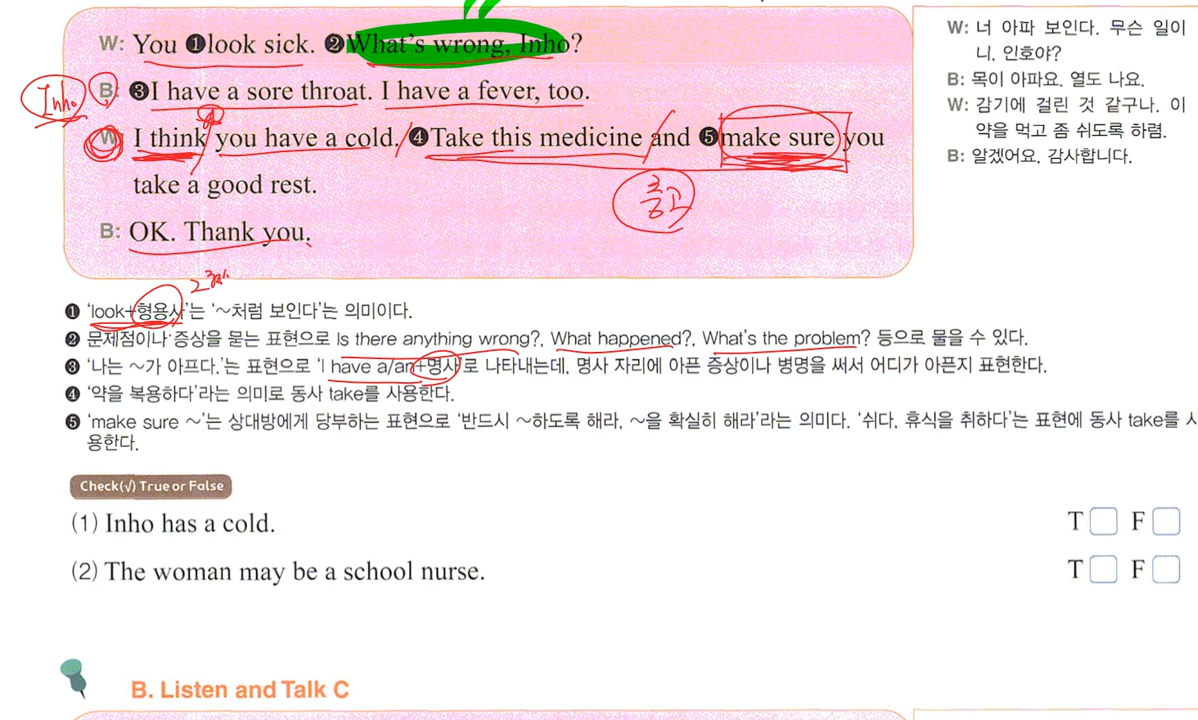 W: You ❶look sick. ❷What's wrong, Inho?
Inho
B: ❸I have a sore throat. I have a fever, too.
W: I think you have a cold. ❹Take this medicine and ❺make sure you
take a good rest.
충고
B: OK. Thank you.
W: 너 아파 보인다. 무슨 일이
니, 인호야?
B: 목이 아파요. 열도 나요.
W: 감기에 걸린 것 같구나. 이
약을 먹고 좀 쉬도록 하렴.
B: 알겠어요. 감사합니다.
❶ ‘look+형용사’는 ‘~처럼 보인다’는 의미이다.
❷ 문제점이나 증상을 묻는 표현으로 Is there anything wrong?, What happened?, What's the problem? 등으로 물을 수 있다.
❸ ‘나는 ~가 아프다.’는 표현으로 ‘I have a/an+명사’로 나타내는데, 명사 자리에 아픈 증상이나 병명을 써서 어디가 아픈지 표현한다.
❹ ‘약을 복용하다’라는 의미로 동사 take를 사용한다.
❺ ‘make sure ~’는 상대방에게 당부하는 표현으로 ‘반드시 ~하도록 해라, ~을 확실히 해라’라는 의미다. ‘쉬다, 휴식을 취하다’는 표현에 동사 take를 사
용한다.
Check(√) True or False
(1) Inho has a cold. T F
(2) The woman may be a school nurse. T F
B. Listen and Talk C